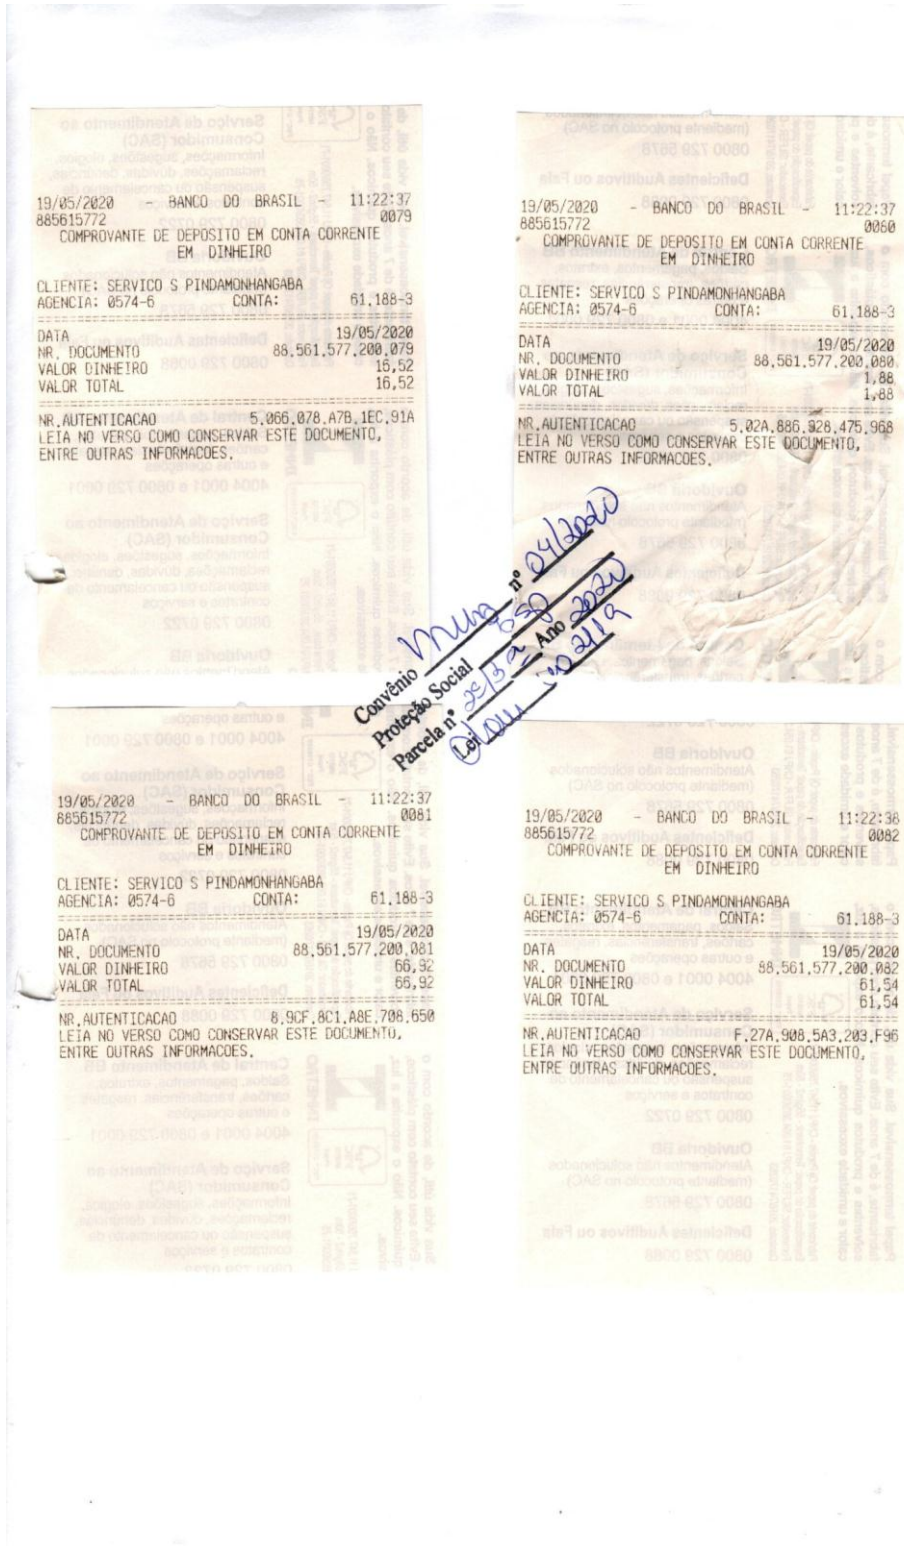 19/05/2020 - BANCO DO BRASIL - 11:22:37
885615772 0079
COMPROVANTE DE DEPOSITO EM CONTA CORRENTE
EM DINHEIRO
CLIENTE: SERVICO S PINDAMONHANGABA
AGENCIA: 0574-6 CONTA: 61.188-3
DATA 19/05/2020
NR. DOCUMENTO 88.561.577.200.079
VALOR DINHEIRO 16,52
VALOR TOTAL 16,52
NR.AUTENTICACAO 5.066.078.A7B.1EC.91A
LEIA NO VERSO COMO CONSERVAR ESTE DOCUMENTO,
ENTRE OUTRAS INFORMACOES.
19/05/2020 - BANCO DO BRASIL - 11:22:37
885615772 0080
COMPROVANTE DE DEPOSITO EM CONTA CORRENTE
EM DINHEIRO
CLIENTE: SERVICO S PINDAMONHANGABA
AGENCIA: 0574-6 CONTA: 61.188-3
DATA 19/05/2020
NR. DOCUMENTO 88.561.577.200.080
VALOR DINHEIRO 1,88
VALOR TOTAL 1,88
NR.AUTENTICACAO 5.02A.886.928.475.968
LEIA NO VERSO COMO CONSERVAR ESTE DOCUMENTO,
ENTRE OUTRAS INFORMACOES.
Convênio nº 04/2020
Proteção Social
Parcela nº Ano 2020
Lei
19/05/2020 - BANCO DO BRASIL - 11:22:37
885615772 0081
COMPROVANTE DE DEPOSITO EM CONTA CORRENTE
EM DINHEIRO
CLIENTE: SERVICO S PINDAMONHANGABA
AGENCIA: 0574-6 CONTA: 61.188-3
DATA 19/05/2020
NR. DOCUMENTO 88.561.577.200.081
VALOR DINHEIRO 66,92
VALOR TOTAL 66,92
NR.AUTENTICACAO 8.9CF.8C1.A8E.708.650
LEIA NO VERSO COMO CONSERVAR ESTE DOCUMENTO,
ENTRE OUTRAS INFORMACOES.
19/05/2020 - BANCO DO BRASIL - 11:22:38
885615772 0082
COMPROVANTE DE DEPOSITO EM CONTA CORRENTE
EM DINHEIRO
CLIENTE: SERVICO S PINDAMONHANGABA
AGENCIA: 0574-6 CONTA: 61.188-3
DATA 19/05/2020
NR. DOCUMENTO 88.561.577.200.082
VALOR DINHEIRO 61,54
VALOR TOTAL 61,54
NR.AUTENTICACAO F.27A.908.5A3.203.F96
LEIA NO VERSO COMO CONSERVAR ESTE DOCUMENTO,
ENTRE OUTRAS INFORMACOES.